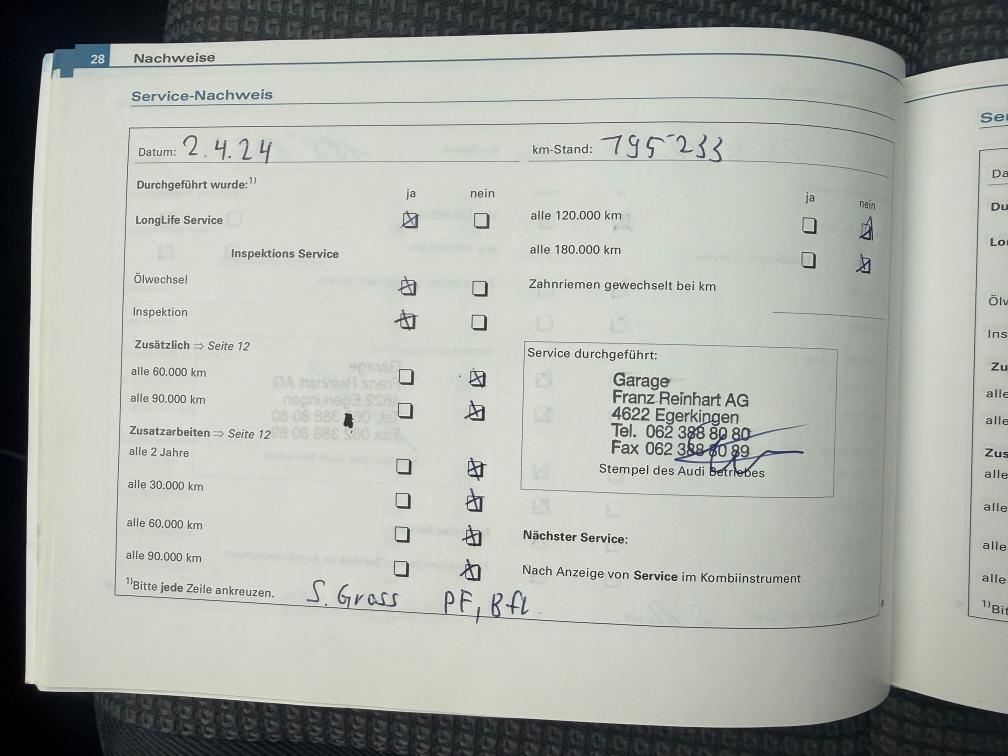 28 Nachweise
Service-Nachweis
Datum: 2.4.24
km-Stand: 195'233
Durchgeführt wurde:1)
ja nein
LongLife Service
Inspektions Service
Ölwechsel
Inspektion
Zusätzlich ⇒ Seite 12
alle 60.000 km
alle 90.000 km
Zusatzarbeiten ⇒ Seite 12
alle 2 Jahre
alle 30.000 km
alle 60.000 km
alle 90.000 km
1)Bitte jede Zeile ankreuzen.
S. Gross PF, Bfl.
ja nein
alle 120.000 km
alle 180.000 km
Zahnriemen gewechselt bei km
Service durchgeführt:
Garage
Franz Reinhart AG
4622 Egerkingen
Tel. 062 388 80 80
Fax 062 388 80 89
Stempel des Audi Betriebes
Nächster Service:
Nach Anzeige von Service im Kombiinstrument